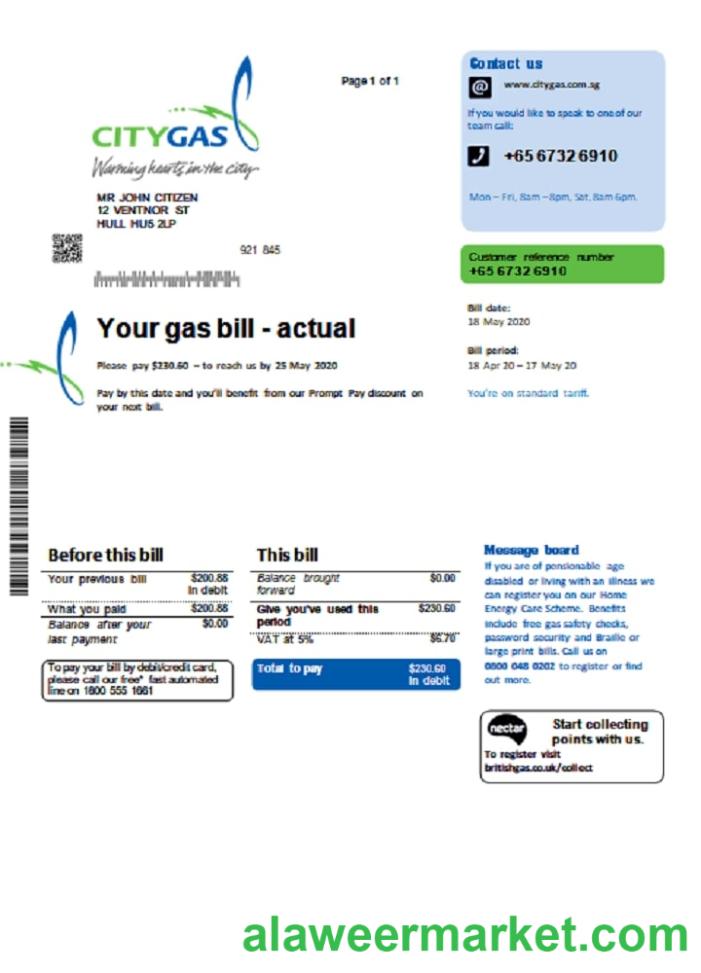 Page 1 of 1
CITYGAS
Warming hearts in the city
MR JOHN CITIZEN
12 VENTNOR ST
HULL HU5 2LP
921 845
Contact us
@ www.citygas.com.sg
If you would like to speak to one of our
team call:
+65 6732 6910
Mon – Fri, 8am –8pm, Sat, 8am 6pm.
Customer reference number
+65 6732 6910
Your gas bill - actual
Please pay $230.60 – to reach us by 25 May 2020
Pay by this date and you'll benefit from our Prompt Pay discount on
your next bill.
Bill date:
18 May 2020
Bill period:
18 Apr 20 – 17 May 20
You're on standard tariff.
Before this bill
Your previous bill $200.88
In debit
What you paid $200.88
Balance after your $0.00
last payment
To pay your bill by debit/credit card,
please call our free* fast automated
line on 1800 555 1661
This bill
Balance brought $0.00
forward
Give you've used this $230.60
period
VAT at 5% $6.70
Total to pay $230.60
In debit
Message board
If you are of pensionable age
disabled or living with an illness we
can register you on our Home
Energy Care Scheme. Benefits
include free gas safety checks,
password security and Braille or
large print bills. Call us on
0800 048 0202 to register or find
out more.
nectar
Start collecting
points with us.
To register visit
britishgas.co.uk/collect
alaweermarket.com